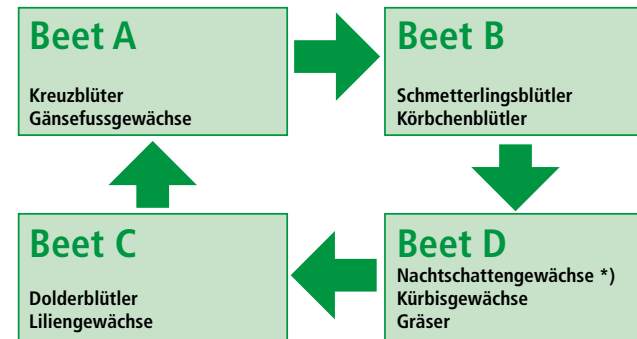 Beet A
Kreuzblüter
Gänsefussgewächse
Beet B
Schmetterlingsblütler
Körbchenblütler
Beet C
Dolderblütler
Liliengewächse
Beet D
Nachtschattengewächse *)
Kürbisgewächse
Gräser